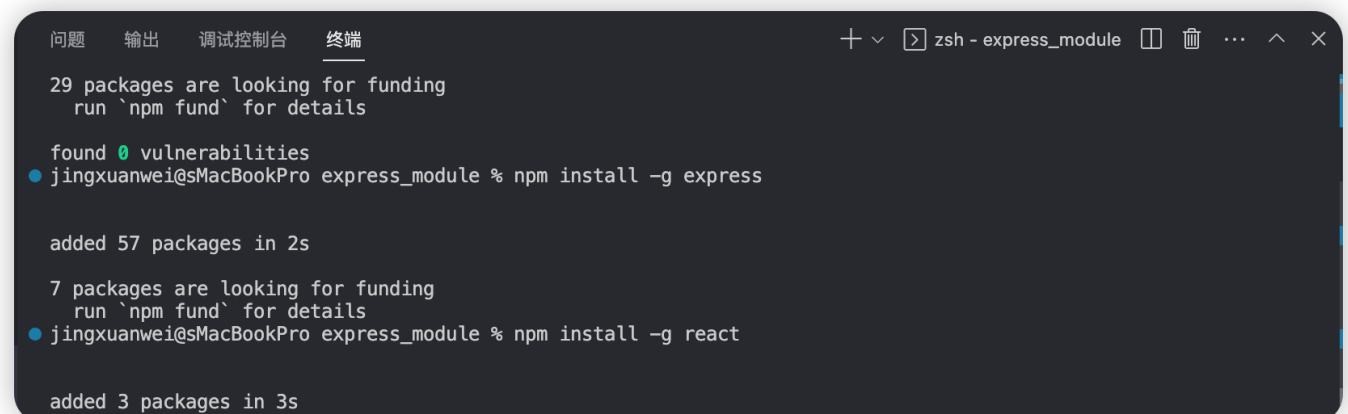 问题 输出 调试控制台 终端 zsh - express_module
29 packages are looking for funding
  run `npm fund` for details
found 0 vulnerabilities
jingxuanwei@sMacBookPro express_module % npm install -g express
added 57 packages in 2s
7 packages are looking for funding
  run `npm fund` for details
jingxuanwei@sMacBookPro express_module % npm install -g react
added 3 packages in 3s